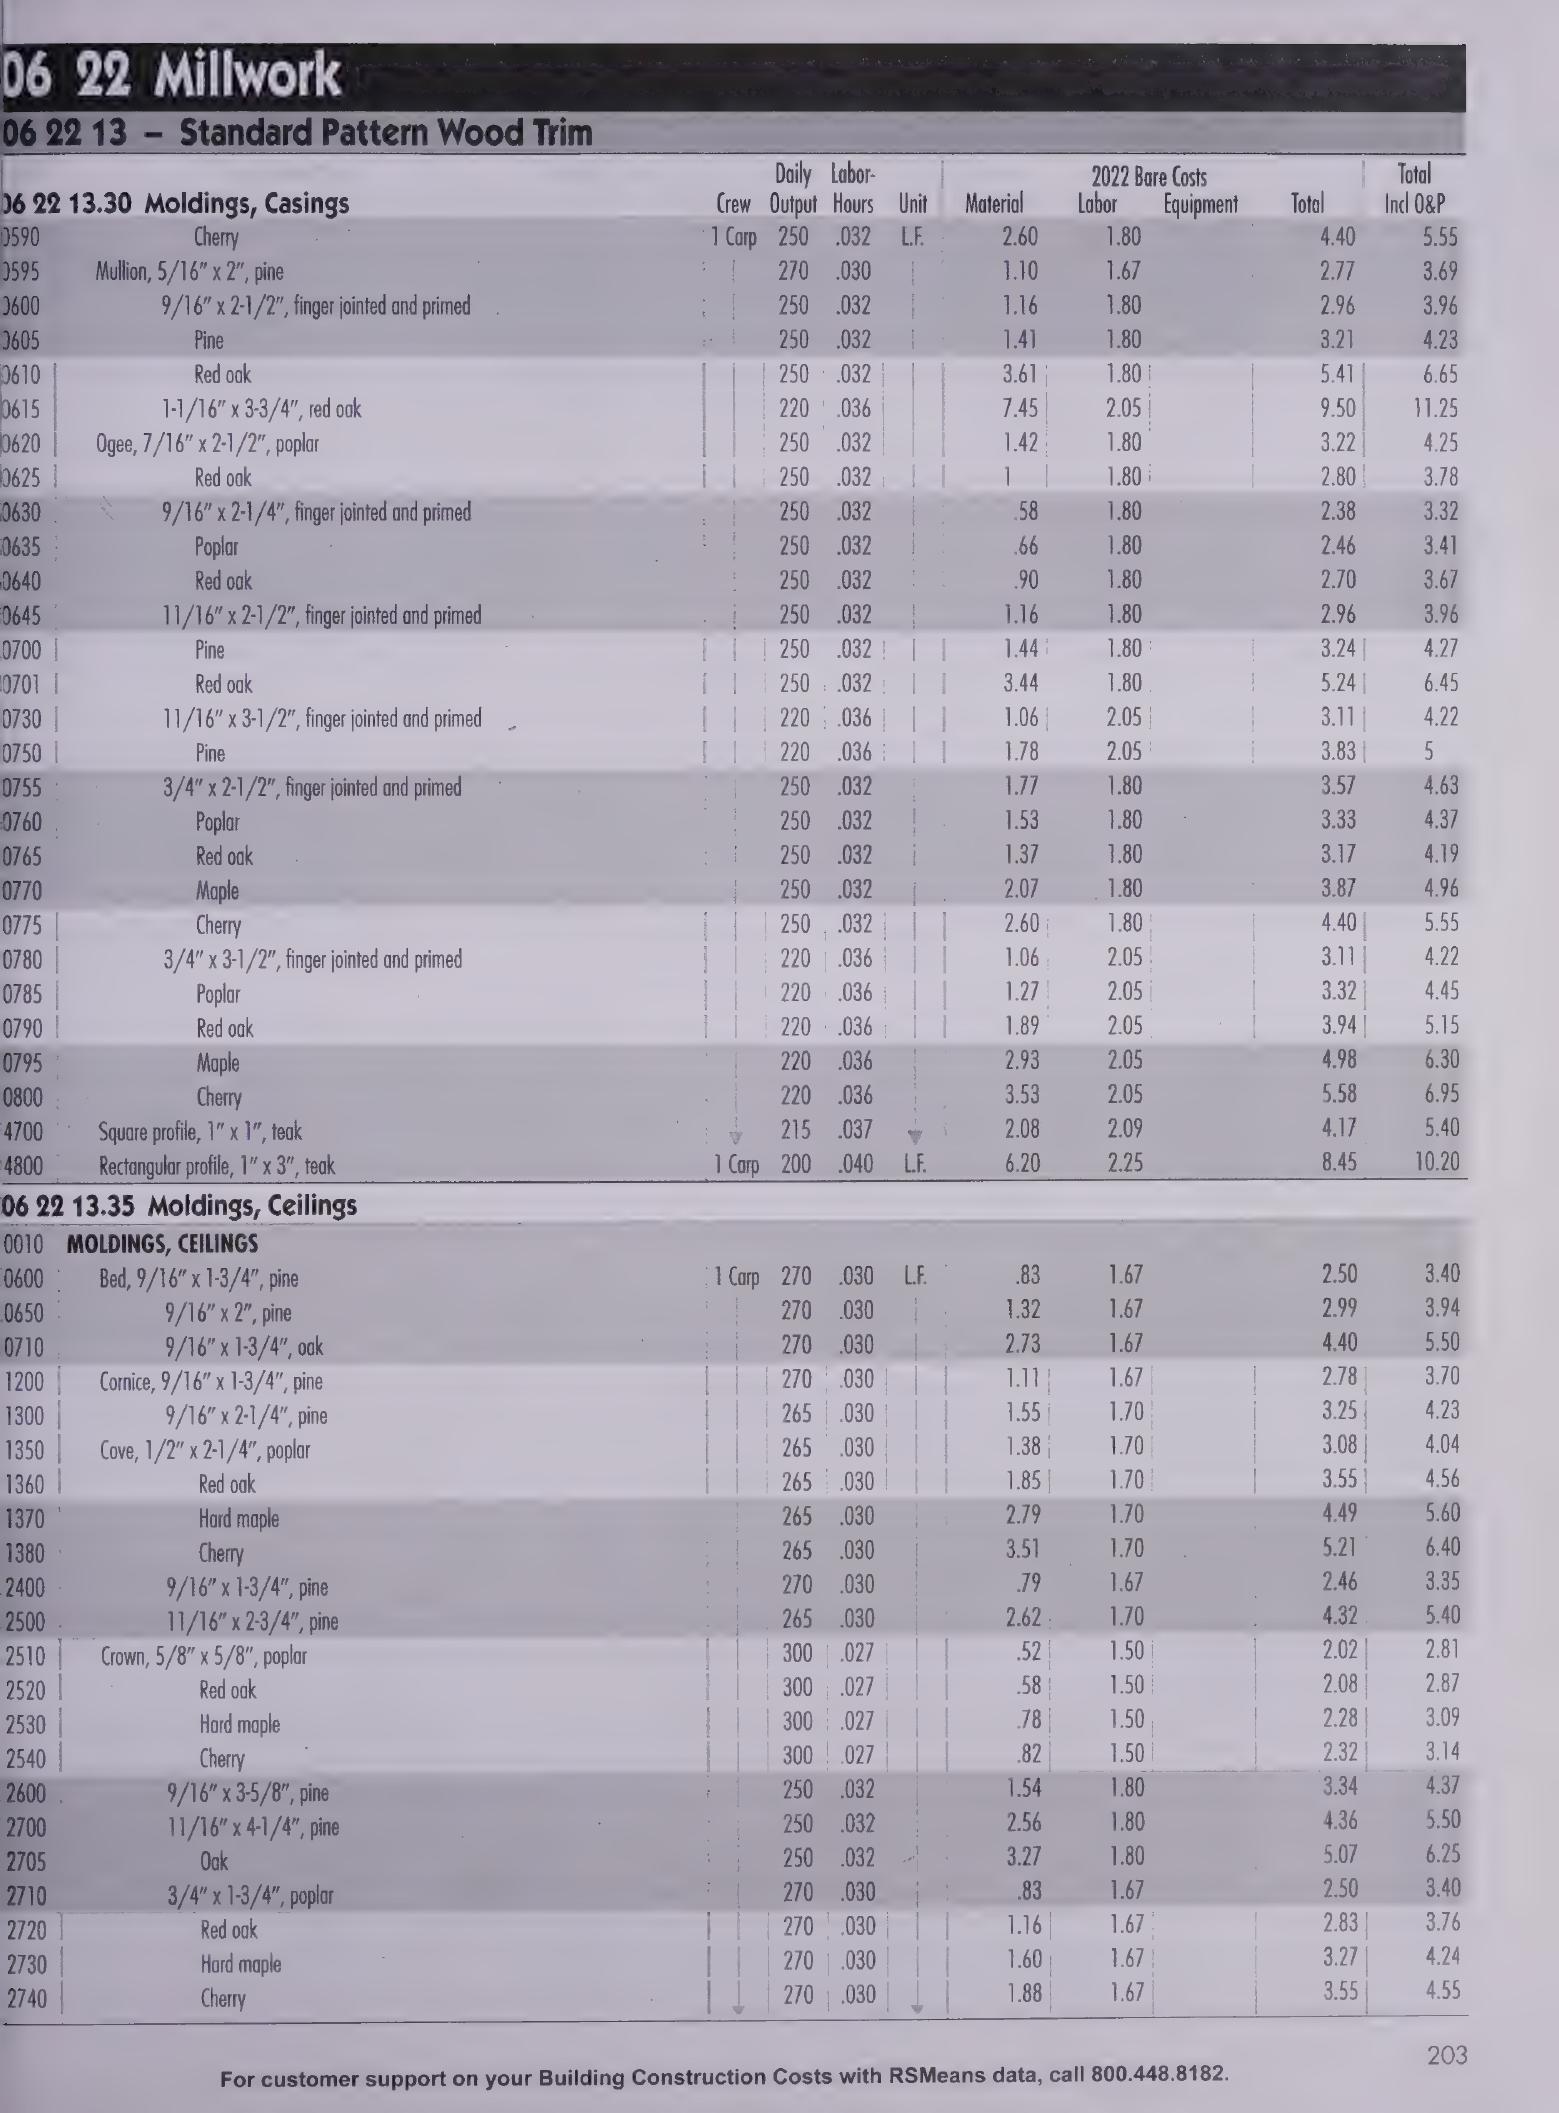 06 22 Millwork
06 22 13 – Standard Pattern Wood Trim
Daily Labor- 2022 Bare Costs Total
06 22 13.30 Moldings, Casings Crew Output Hours Unit Material Labor Equipment Total Incl O&P
0590 Cherry 1 Carp 250 .032 L.F. 2.60 1.80 4.40 5.55
0595 Mullion, 5/16" x 2", pine 270 .030 1.10 1.67 2.77 3.69
0600 9/16" x 2-1/2", finger jointed and primed 250 .032 1.16 1.80 2.96 3.96
0605 Pine 250 .032 1.41 1.80 3.21 4.23
0610 Red oak 250 .032 3.61 1.80 5.41 6.65
0615 1-1/16" x 3-3/4", red oak 220 .036 7.45 2.05 9.50 11.25
0620 Ogee, 7/16" x 2-1/2", poplar 250 .032 1.42 1.80 3.22 4.25
0625 Red oak 250 .032 1 1.80 2.80 3.78
0630 9/16" x 2-1/4", finger jointed and primed 250 .032 .58 1.80 2.38 3.32
0635 Poplar 250 .032 .66 1.80 2.46 3.41
0640 Red oak 250 .032 .90 1.80 2.70 3.67
0645 11/16" x 2-1/2", finger jointed and primed 250 .032 1.16 1.80 2.96 3.96
0700 Pine 250 .032 1.44 1.80 3.24 4.27
0701 Red oak 250 .032 3.44 1.80 5.24 6.45
0730 11/16" x 3-1/2", finger jointed and primed 220 .036 1.06 2.05 3.11 4.22
0750 Pine 220 .036 1.78 2.05 3.83 5
0755 3/4" x 2-1/2", finger jointed and primed 250 .032 1.77 1.80 3.57 4.63
0760 Poplar 250 .032 1.53 1.80 3.33 4.37
0765 Red oak 250 .032 1.37 1.80 3.17 4.19
0770 Maple 250 .032 2.07 1.80 3.87 4.96
0775 Cherry 250 .032 2.60 1.80 4.40 5.55
0780 3/4" x 3-1/2", finger jointed and primed 220 .036 1.06 2.05 3.11 4.22
0785 Poplar 220 .036 1.27 2.05 3.32 4.45
0790 Red oak 220 .036 1.89 2.05 3.94 5.15
0795 Maple 220 .036 2.93 2.05 4.98 6.30
0800 Cherry 220 .036 3.53 2.05 5.58 6.95
4700 Square profile, 1" x 1", teak 215 .037 2.08 2.09 4.17 5.40
4800 Rectangular profile, 1" x 3", teak 1 Carp 200 .040 L.F. 6.20 2.25 8.45 10.20
06 22 13.35 Moldings, Ceilings
0010 MOLDINGS, CEILINGS
0600 Bed, 9/16" x 1-3/4", pine 1 Carp 270 .030 L.F. .83 1.67 2.50 3.40
0650 9/16" x 2", pine 270 .030 1.32 1.67 2.99 3.94
0710 9/16" x 1-3/4", oak 270 .030 2.73 1.67 4.40 5.50
1200 Cornice, 9/16" x 1-3/4", pine 270 .030 1.11 1.67 2.78 3.70
1300 9/16" x 2-1/4", pine 265 .030 1.55 1.70 3.25 4.23
1350 Cove, 1/2" x 2-1/4", poplar 265 .030 1.38 1.70 3.08 4.04
1360 Red oak 265 .030 1.85 1.70 3.55 4.56
1370 Hard maple 265 .030 2.79 1.70 4.49 5.60
1380 Cherry 265 .030 3.51 1.70 5.21 6.40
2400 9/16" x 1-3/4", pine 270 .030 .79 1.67 2.46 3.35
2500 11/16" x 2-3/4", pine 265 .030 2.62 1.70 4.32 5.40
2510 Crown, 5/8" x 5/8", poplar 300 .027 .52 1.50 2.02 2.81
2520 Red oak 300 .027 .58 1.50 2.08 2.87
2530 Hard maple 300 .027 .78 1.50 2.28 3.09
2540 Cherry 300 .027 .82 1.50 2.32 3.14
2600 9/16" x 3-5/8", pine 250 .032 1.54 1.80 3.34 4.37
2700 11/16" x 4-1/4", pine 250 .032 2.56 1.80 4.36 5.50
2705 Oak 250 .032 3.27 1.80 5.07 6.25
2710 3/4" x 1-3/4", poplar 270 .030 .83 1.67 2.50 3.40
2720 Red oak 270 .030 1.16 1.67 2.83 3.76
2730 Hard maple 270 .030 1.60 1.67 3.27 4.24
2740 Cherry 270 .030 1.88 1.67 3.55 4.55
203
For customer support on your Building Construction Costs with RSMeans data, call 800.448.8182.